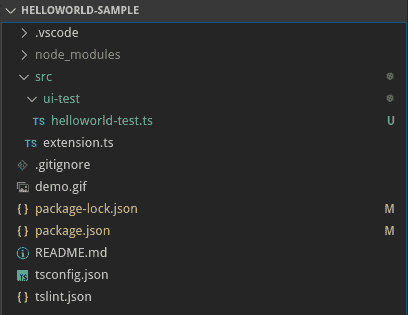 HELLOWORLD-SAMPLE
.vscode
node_modules
src
ui-test
TS helloworld-test.ts U
TS extension.ts
.gitignore
demo.gif
{} package-lock.json M
{} package.json M
README.md
TS tsconfig.json
{} tslint.json